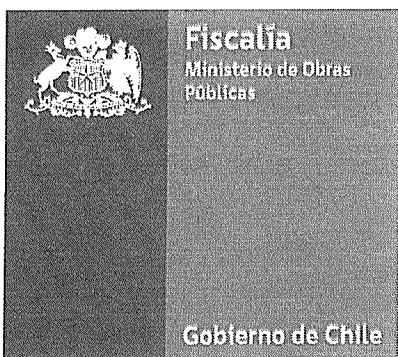 Fiscalía
Ministerio de Obras
Públicas
Gobierno de Chile